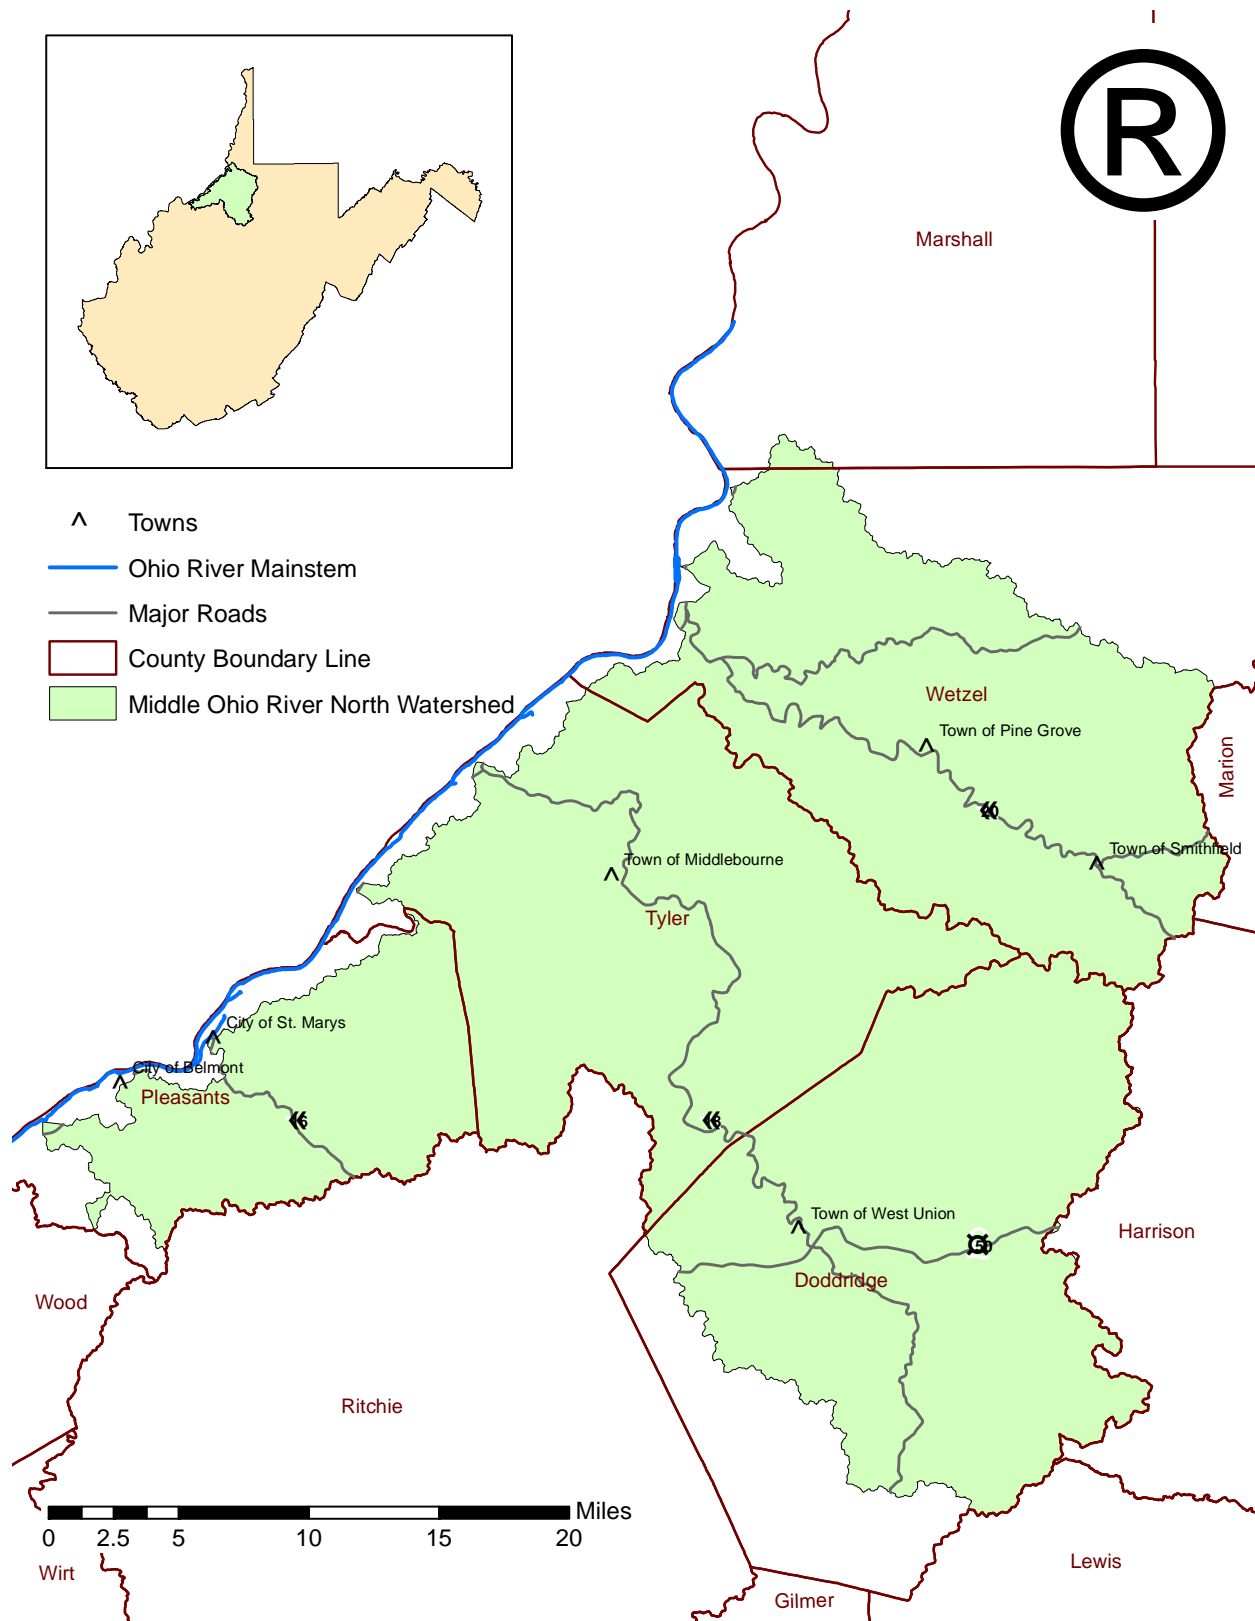 R
Marshall
^ Towns
Ohio River Mainstem
Major Roads
County Boundary Line
Middle Ohio River North Watershed
Wetzel
Town of Pine Grove
Marion
Town of Smithfield
Town of Middlebourne
Tyler
City of St. Marys
City of Belmont
Pleasants
Town of West Union
50
Harrison
Doddridge
Wood
Ritchie
Miles
0 2.5 5 10 15 20
Wirt
Lewis
Gilmer